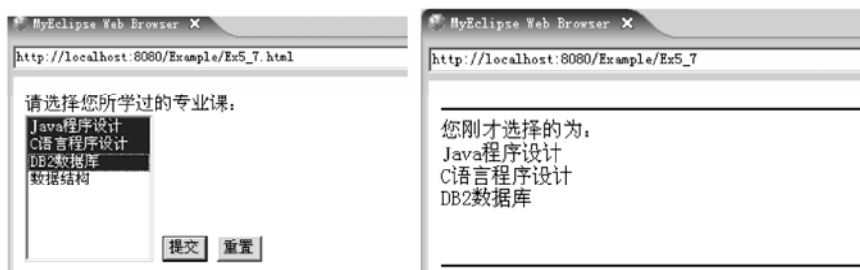 MyEclipse Web Browser X
http://localhost:8080/Example/Ex5_7.html
请选择您所学过的专业课：
Java程序设计
C语言程序设计
DB2数据库
数据结构
提交 重置
MyEclipse Web Browser X
http://localhost:8080/Example/Ex5_7
您刚才选择的为：
Java程序设计
C语言程序设计
DB2数据库